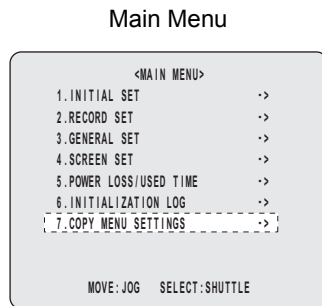 Main Menu
<MAIN MENU>
1.INITIAL SET ->
2.RECORD SET ->
3.GENERAL SET ->
4.SCREEN SET ->
5.POWER LOSS/USED TIME ->
6.INITIALIZATION LOG ->
7.COPY MENU SETTINGS ->
MOVE:JOG SELECT:SHUTTLE